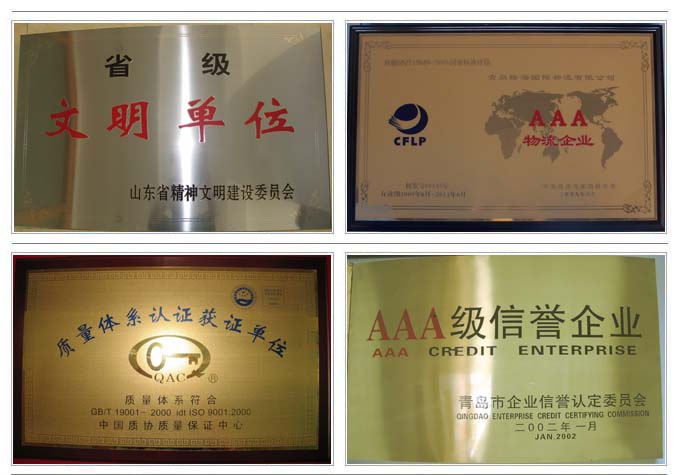 省级
文明单位
山东省精神文明建设委员会
CFLP
AAA
物流企业
质量体系认证获证单位
QAC ®
质量体系符合
GB/T 19001- 2000 idt ISO 9001.2000
中国质协质量保证中心
AAA级信誉企业
AAA CREDIT ENTERPRISE
青岛市企业信誉认定委员会
QINGDAO ENTERPRISE CREDIT CERTIFYING COMMISSION
二00二年一月
JAN.2002